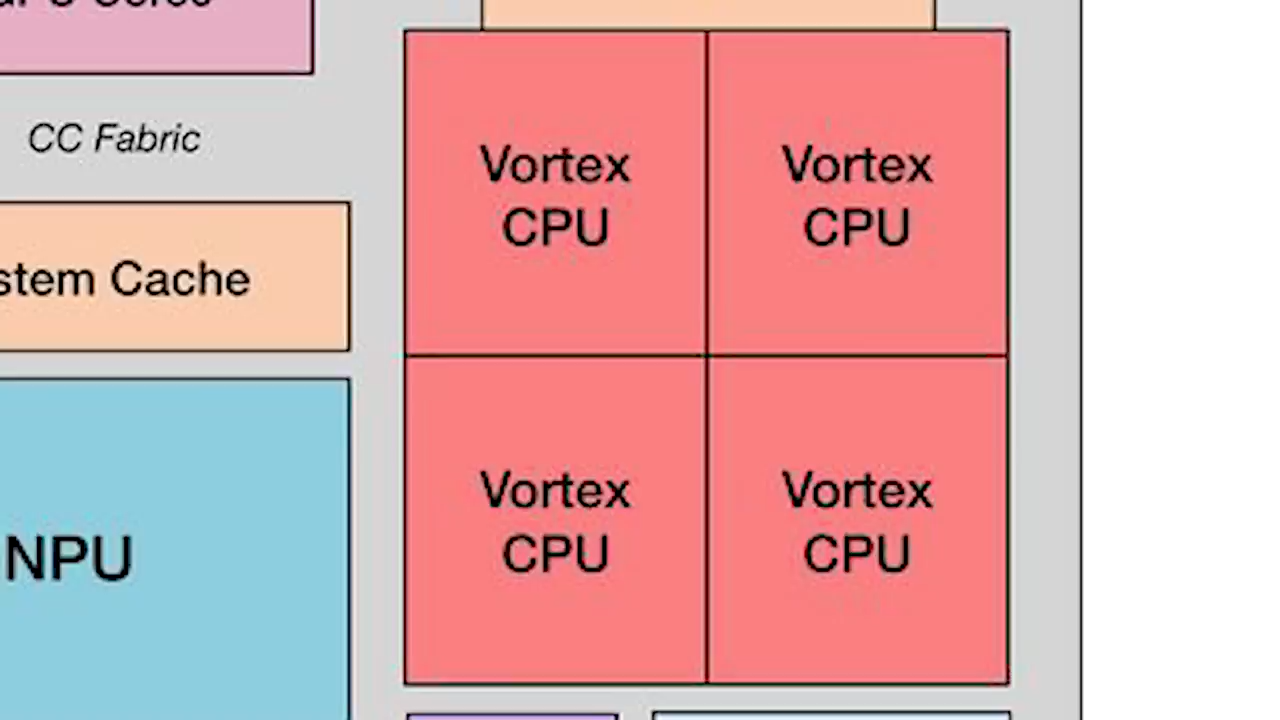 CC Fabric
Vortex
CPU
Vortex
CPU
stem Cache
Vortex
CPU
Vortex
CPU
NPU